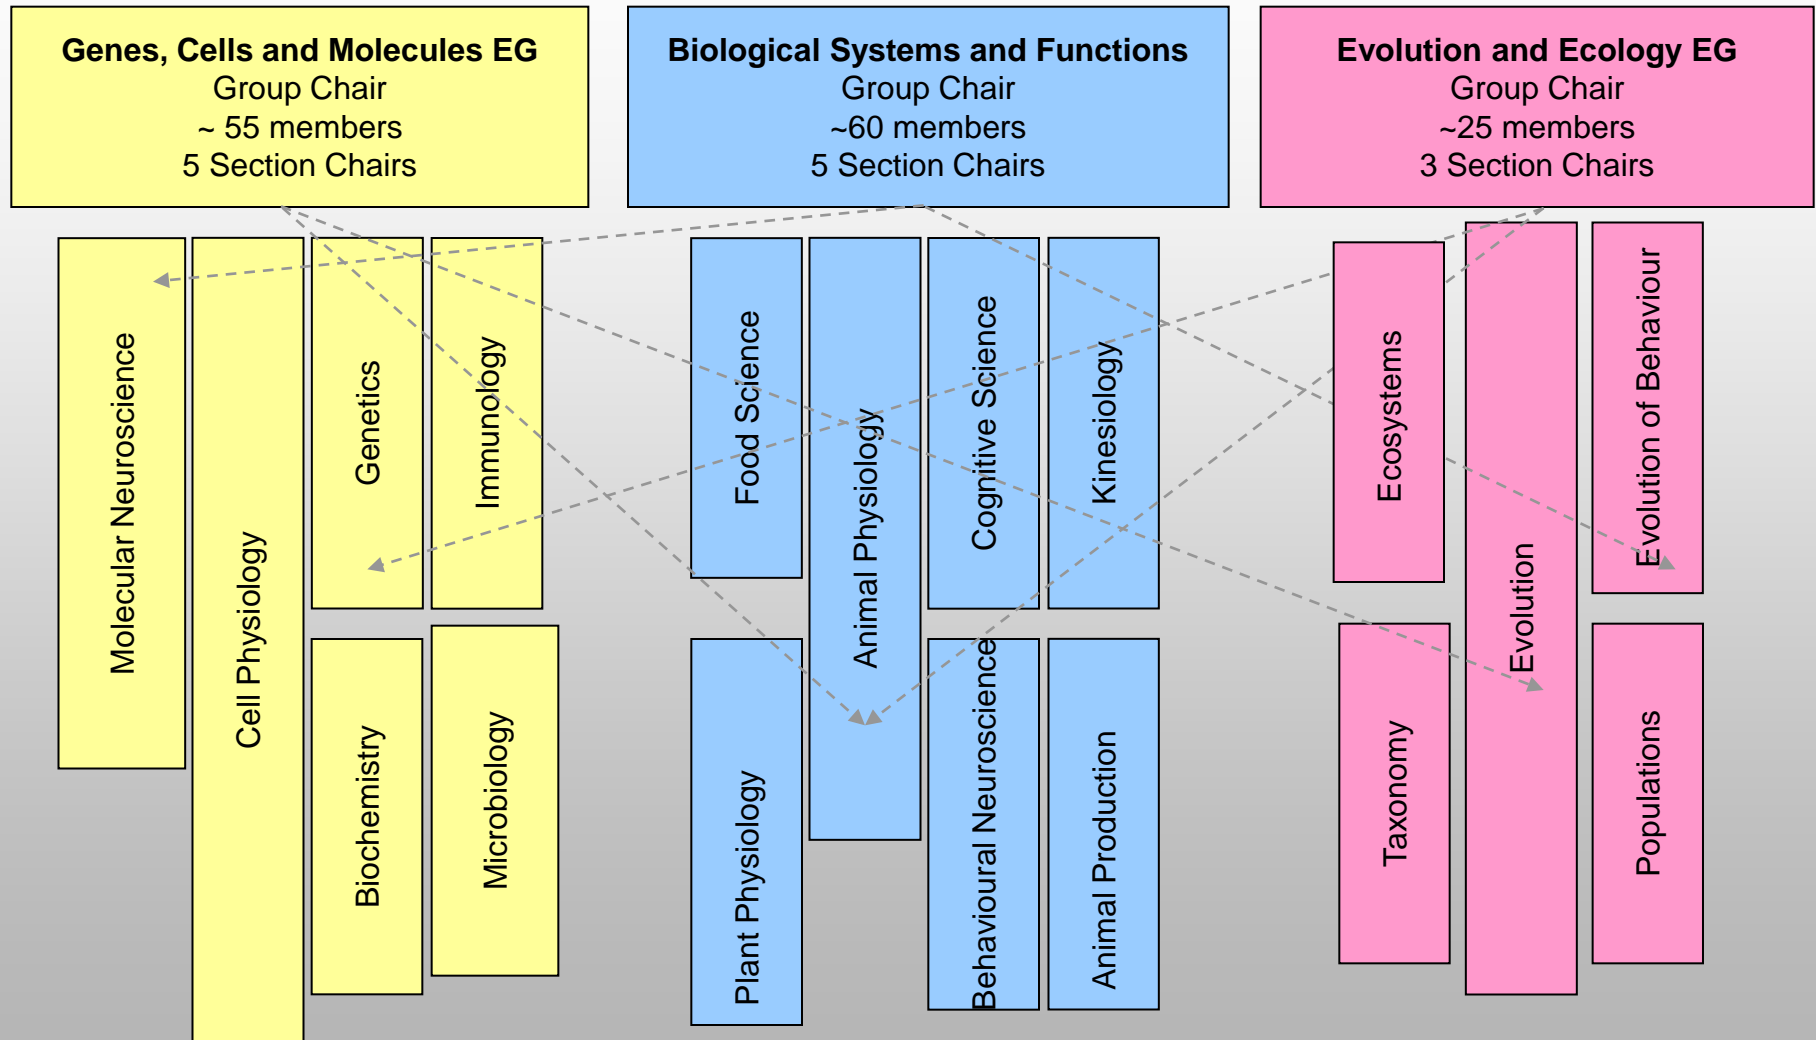 Genes, Cells and Molecules EG
Group Chair
~ 55 members
5 Section Chairs
Biological Systems and Functions
Group Chair
~60 members
5 Section Chairs
Evolution and Ecology EG
Group Chair
~25 members
3 Section Chairs
Molecular Neuroscience
Cell Physiology
Genetics
Immunology
Biochemistry
Microbiology
Food Science
Animal Physiology
Cognitive Science
Kinesiology
Plant Physiology
Behavioural Neuroscience
Animal Production
Ecosystems
Evolution
Evolution of Behaviour
Taxonomy
Populations